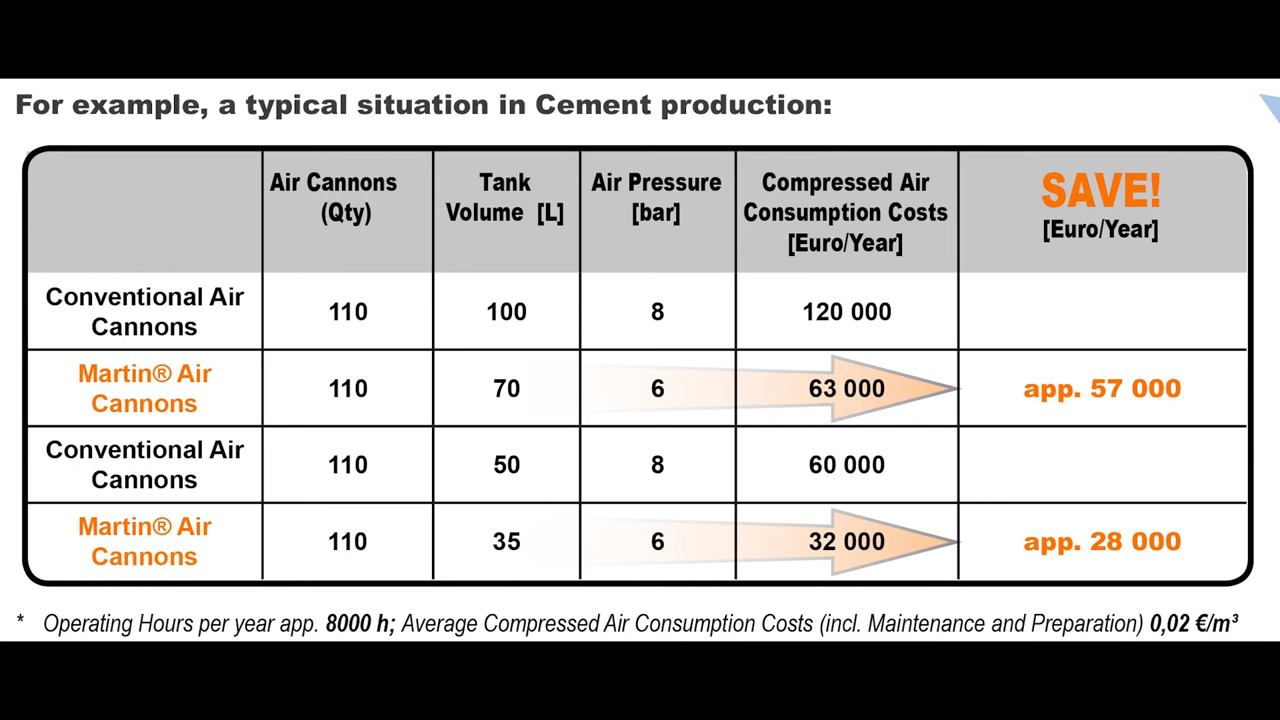 For example, a typical situation in Cement production:
Air Cannons (Qty)
Tank Volume [L]
Air Pressure [bar]
Compressed Air Consumption Costs [Euro/Year]
SAVE! [Euro/Year]
Conventional Air Cannons 110 100 8 120 000
Martin® Air Cannons 110 70 6 63 000 app. 57 000
Conventional Air Cannons 110 50 8 60 000
Martin® Air Cannons 110 35 6 32 000 app. 28 000
* Operating Hours per year app. 8000 h; Average Compressed Air Consumption Costs (incl. Maintenance and Preparation) 0,02 €/m³